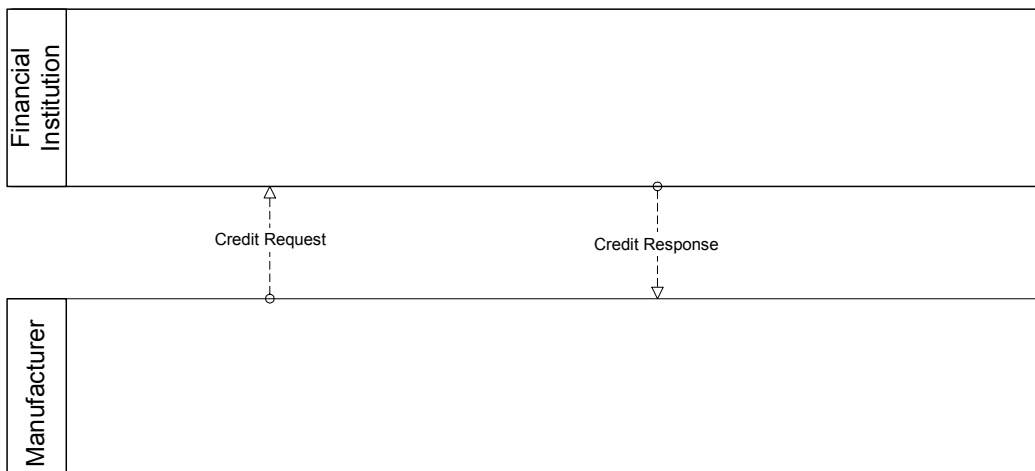 Financial
Institution
Credit Request
Credit Response
Manufacturer